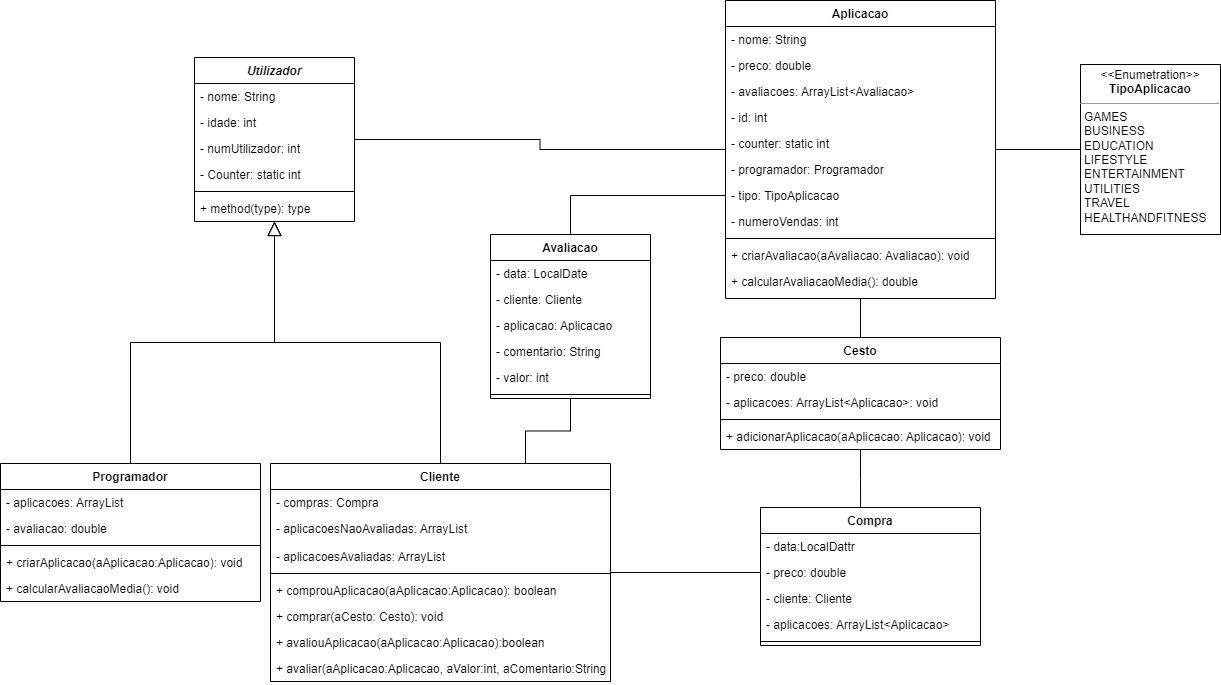 Aplicacao
- nome: String
- preco: double
- avaliacoes: ArrayList<Avaliacao>
- id: int
- counter: static int
- programador: Programador
- tipo: TipoAplicacao
- numeroVendas: int
+ criarAvaliacao(aAvaliacao: Avaliacao): void
+ calcularAvaliacaoMedia(): double
<<Enumetration>>
TipoAplicacao
GAMES
BUSINESS
EDUCATION
LIFESTYLE
ENTERTAINMENT
UTILITIES
TRAVEL
HEALTHANDFITNESS
Utilizador
- nome: String
- idade: int
- numUtilizador: int
- Counter: static int
+ method(type): type
Avaliacao
- data: LocalDate
- cliente: Cliente
- aplicacao: Aplicacao
- comentario: String
- valor: int
Cesto
- preco: double
- aplicacoes: ArrayList<Aplicacao>: void
+ adicionarAplicacao(aAplicacao: Aplicacao): void
Programador
- aplicacoes: ArrayList
- avaliacao: double
+ criarAplicacao(aAplicacao:Aplicacao): void
+ calcularAvaliacaoMedia(): void
Cliente
- compras: Compra
- aplicacoesNaoAvaliadas: ArrayList
- aplicacoesAvaliadas: ArrayList
+ comprouAplicacao(aAplicacao:Aplicacao): boolean
+ comprar(aCesto: Cesto): void
+ avaliouAplicacao(aAplicacao:Aplicacao):boolean
+ avaliar(aAplicacao:Aplicacao, aValor:int, aComentario:String
Compra
- data:LocalDattr
- preco: double
- cliente: Cliente
- aplicacoes: ArrayList<Aplicacao>